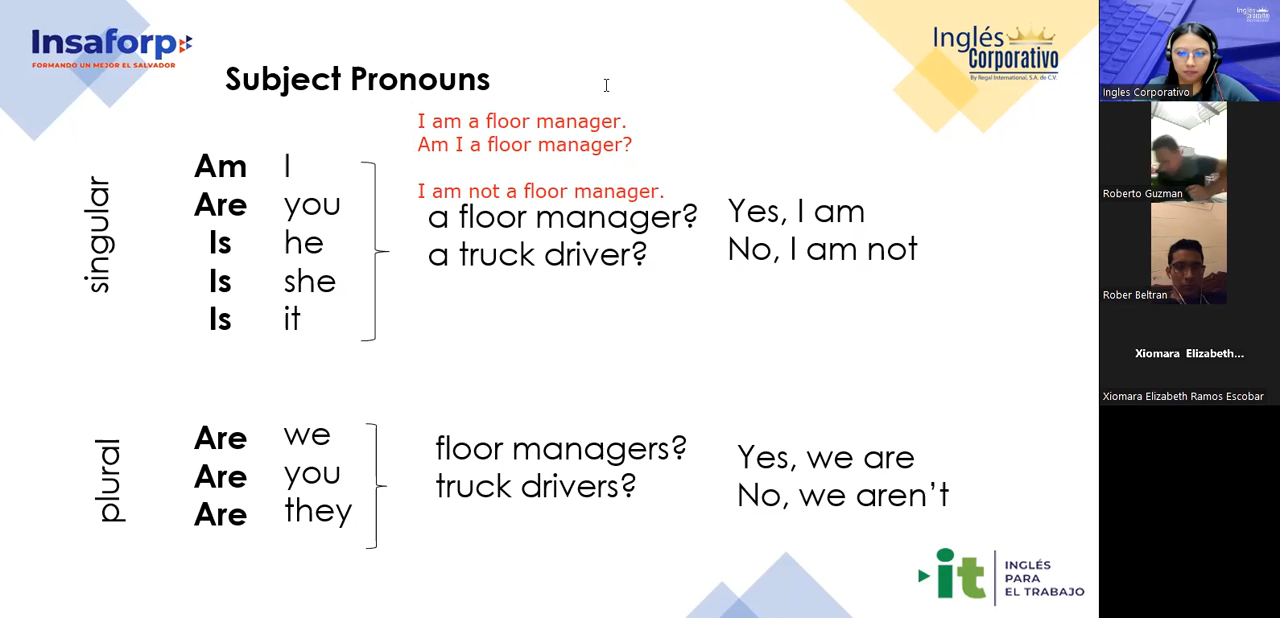 Insaforp
FORMANDO UN MEJOR EL SALVADOR
Inglés
Corporativo
By Regal International, S.A. de C.V.
Subject Pronouns
I am a floor manager.
Am I a floor manager?
I am not a floor manager.
singular
Am I
Are you
Is he
Is she
Is it
a floor manager?
a truck driver?
Yes, I am
No, I am not
plural
Are we
Are you
Are they
floor managers?
truck drivers?
Yes, we are
No, we aren't
it
INGLÉS
PARA
EL TRABAJO
Inglés
Corporativo
Ingles Corporativo
Roberto Guzman
Rober Beltran
Xiomara Elizabeth...
Xiomara Elizabeth Ramos Escobar